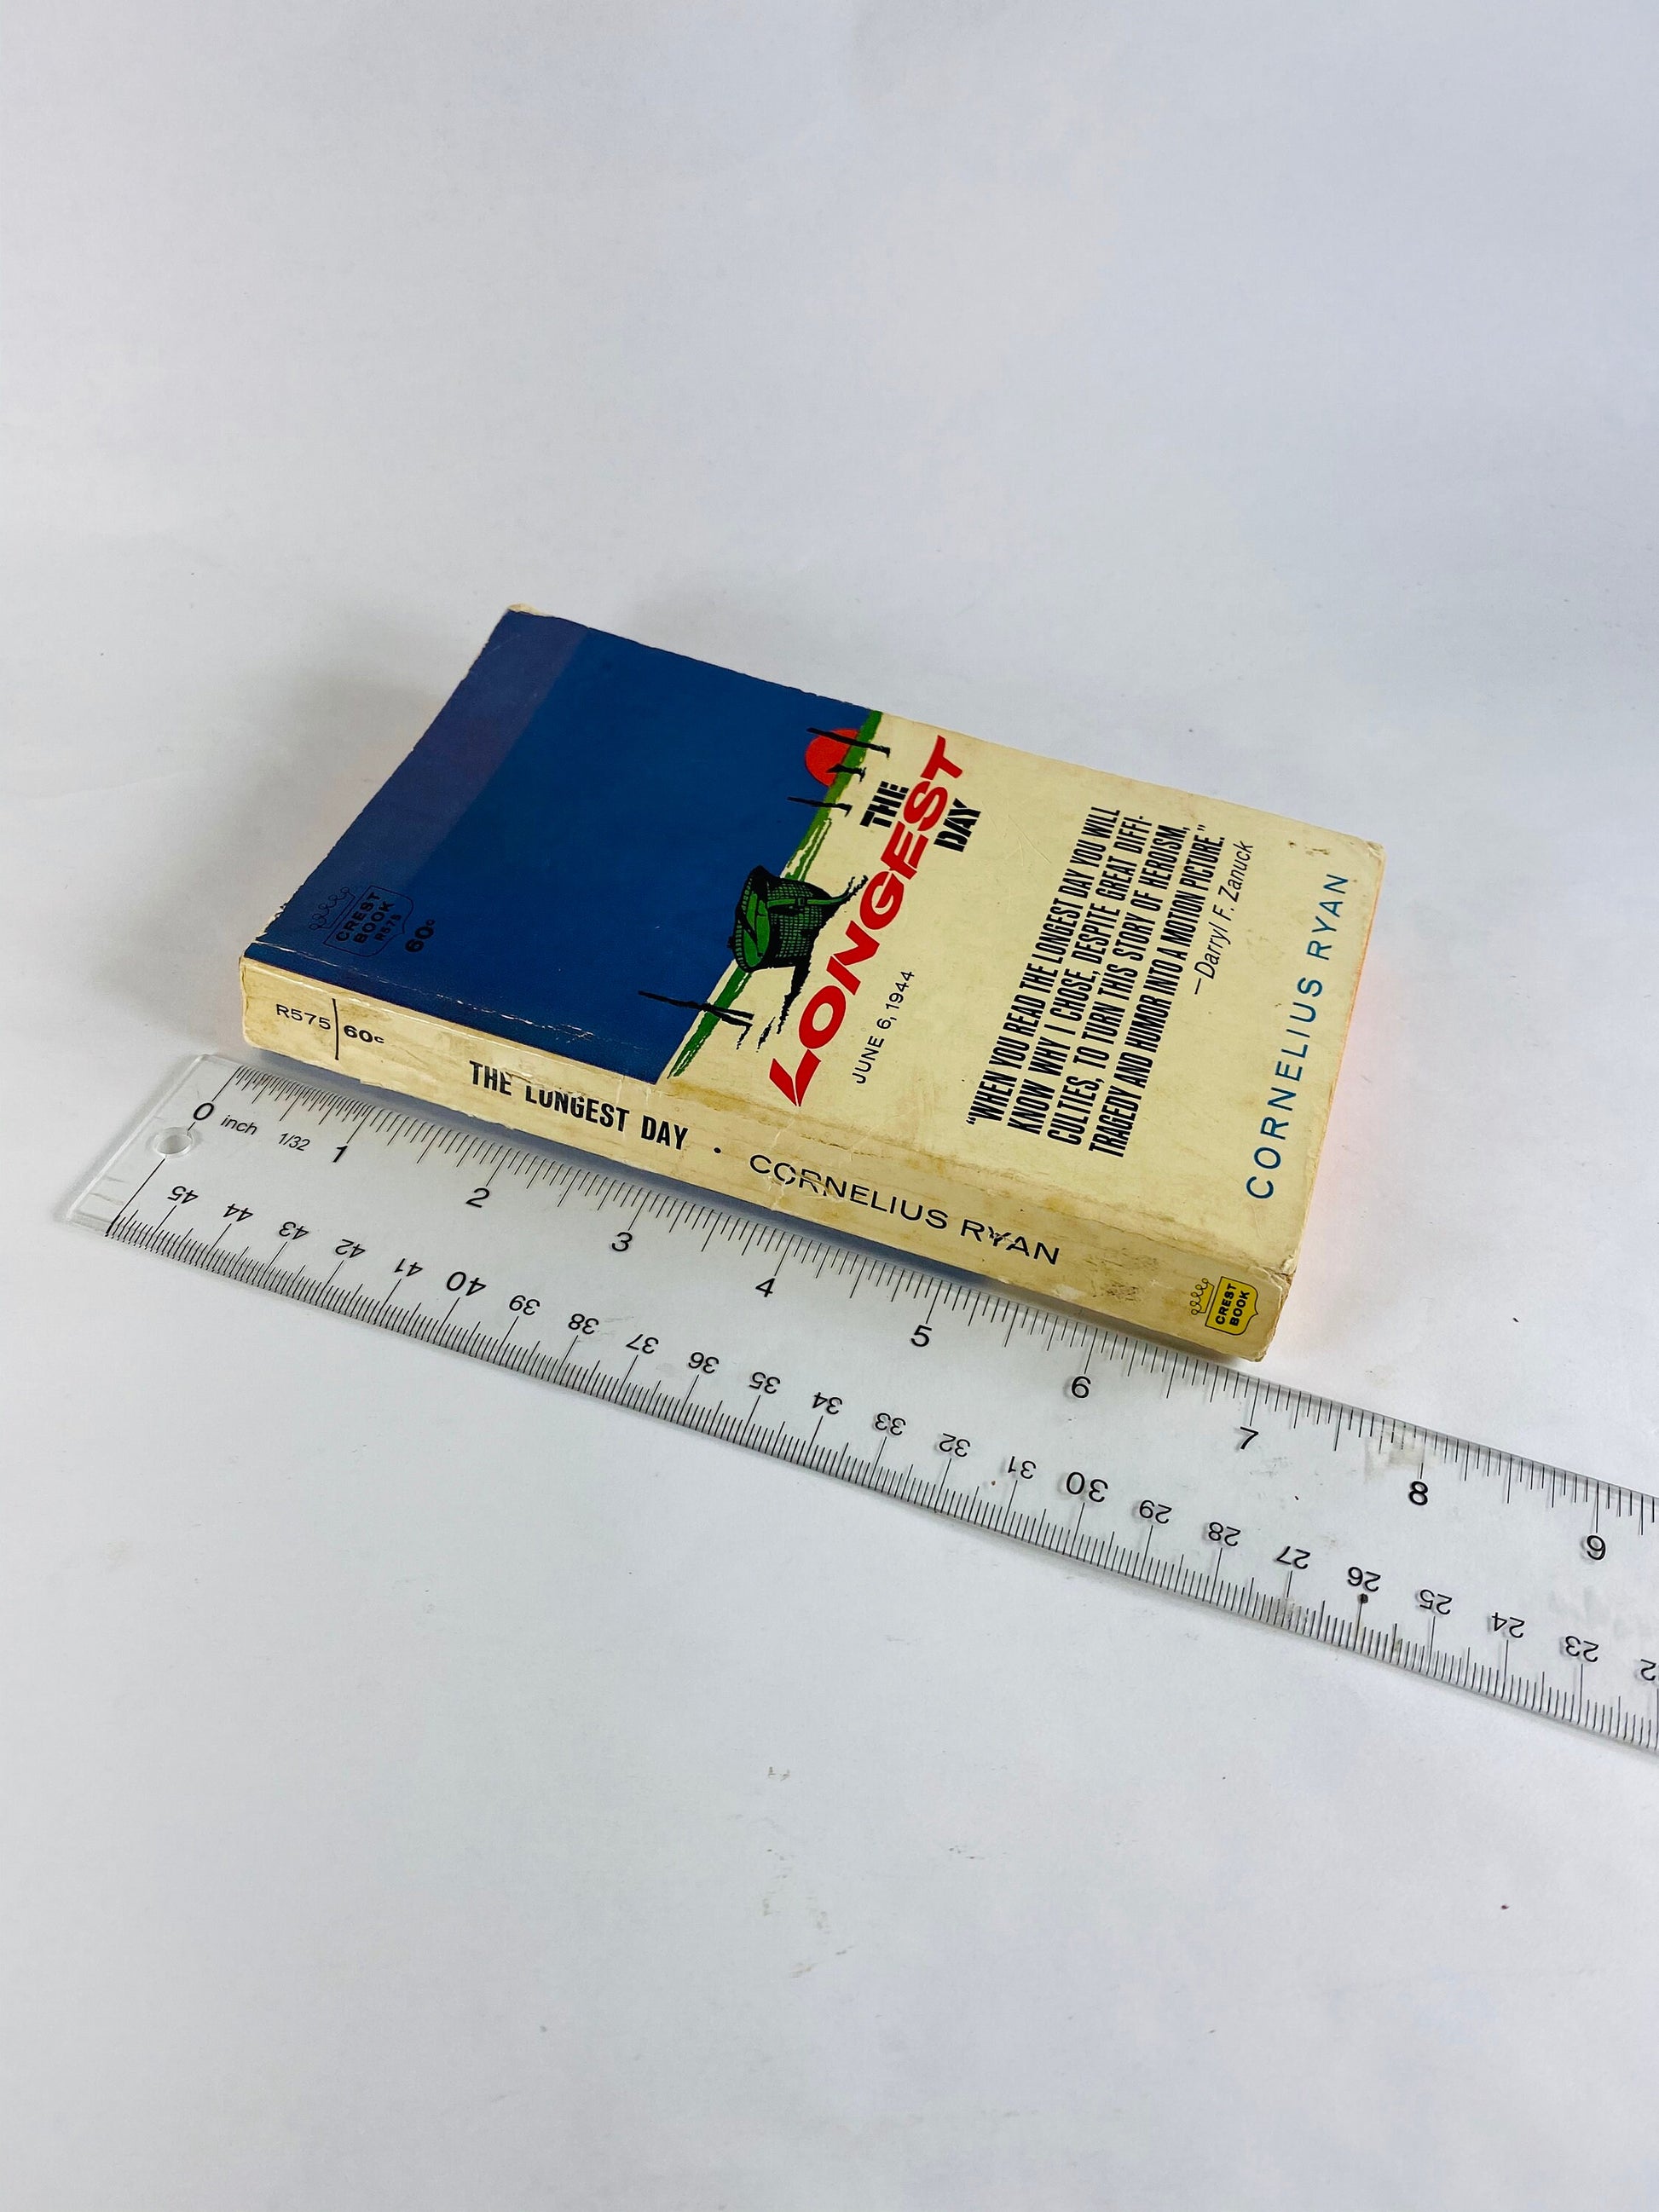 CREST
BOOK
R575
60¢
THE
LONGEST
DAY
JUNE 6, 1944
"WHEN YOU READ THE LONGEST DAY YOU WILL
KNOW WHY I CHOSE, DESPITE GREAT DIFFI-
CULTIES, TO TURN THIS STORY OF HEROISM,
TRAGEDY AND HUMOR INTO A MOTION PICTURE."
—Darryl F. Zanuck
CORNELIUS RYAN
R575 60¢ THE LONGEST DAY • CORNELIUS RYAN
CREST
BOOK
0 inch 1/32 1 2 3 4 5 6 7 8 9
45 44 43 42 41 40 39 38 37 36 35 34 33 32 31 30 29 28 27 26 25 24 23